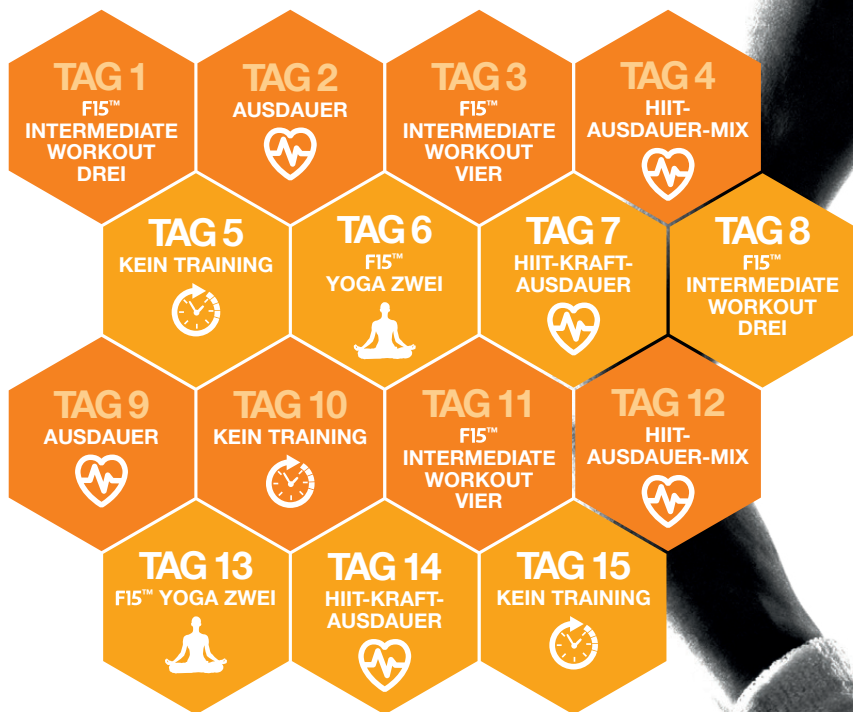 TAG 1
F15™
INTERMEDIATE
WORKOUT
DREI
TAG 2
AUSDAUER
TAG 3
F15™
INTERMEDIATE
WORKOUT
VIER
TAG 4
HIIT-
AUSDAUER-MIX
TAG 5
KEIN TRAINING
TAG 6
F15™
YOGA ZWEI
TAG 7
HIIT-KRAFT-
AUSDAUER
TAG 8
F15™
INTERMEDIATE
WORKOUT
DREI
TAG 9
AUSDAUER
TAG 10
KEIN TRAINING
TAG 11
F15™
INTERMEDIATE
WORKOUT
VIER
TAG 12
HIIT-
AUSDAUER-MIX
TAG 13
F15™ YOGA ZWEI
TAG 14
HIIT-KRAFT-
AUSDAUER
TAG 15
KEIN TRAINING